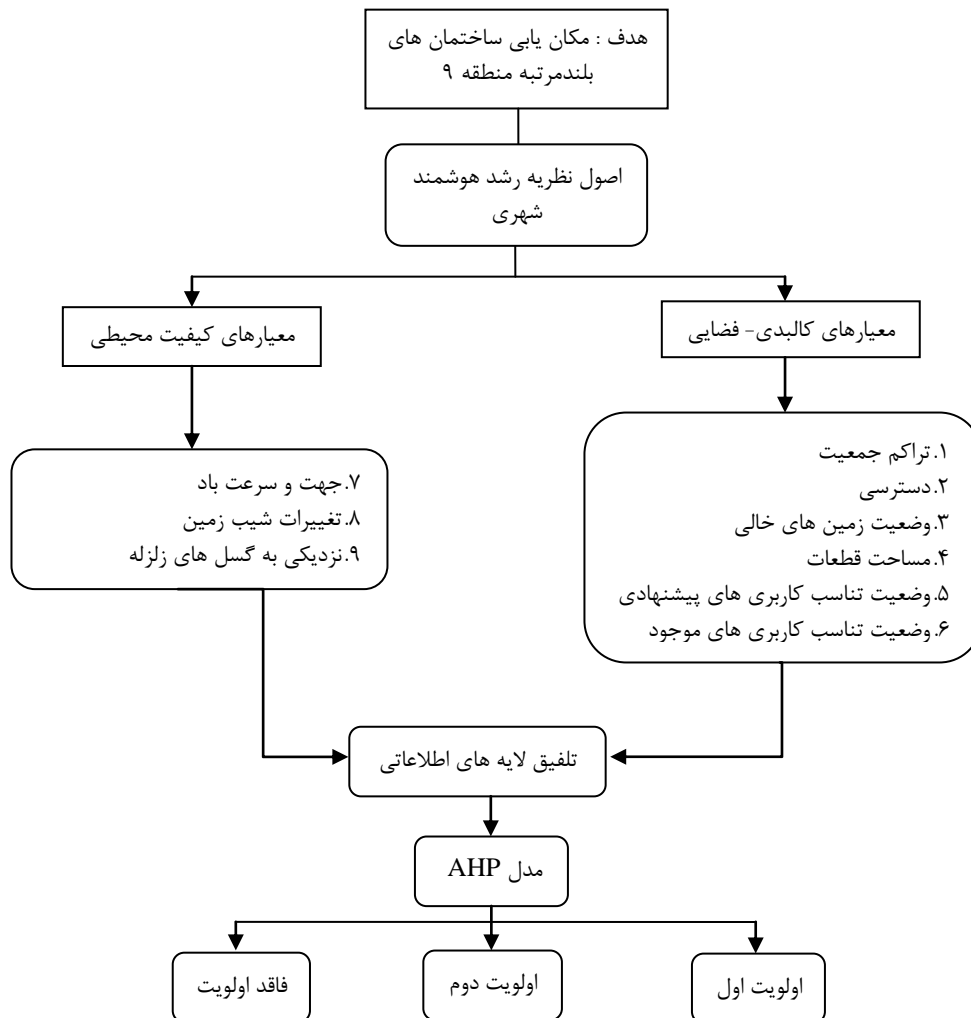 هدف : مکان یابی ساختمان های
بلندمرتبه منطقه ۹
اصول نظریه رشد هوشمند
شهری
معیارهای کالبدی- فضایی
معیارهای کیفیت محیطی
۱.تراکم جمعیت
۲.دسترسی
۳.وضعیت زمین های خالی
۴.مساحت قطعات
۵.وضعیت تناسب کاربری های پیشنهادی
۶.وضعیت تناسب کاربری های موجود
۷.جهت و سرعت باد
۸.تغییرات شیب زمین
۹.نزدیکی به گسل های زلزله
تلفیق لایه های اطلاعاتی
مدل AHP
اولویت اول
اولویت دوم
فاقد اولویت